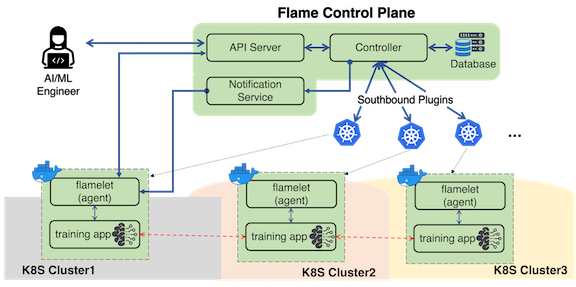 Flame Control Plane
AI/ML
Engineer
API Server
Controller
Database
Notification
Service
Southbound Plugins
...
flamelet
(agent)
training app
K8S Cluster1
flamelet
(agent)
training app
K8S Cluster2
flamelet
(agent)
training app
K8S Cluster3